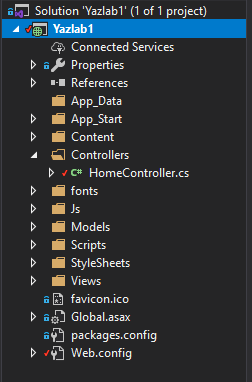 Solution 'Yazlab1' (1 of 1 project)
Yazlab1
Connected Services
Properties
References
App_Data
App_Start
Content
Controllers
C# HomeController.cs
fonts
Js
Models
Scripts
StyleSheets
Views
favicon.ico
Global.asax
packages.config
Web.config